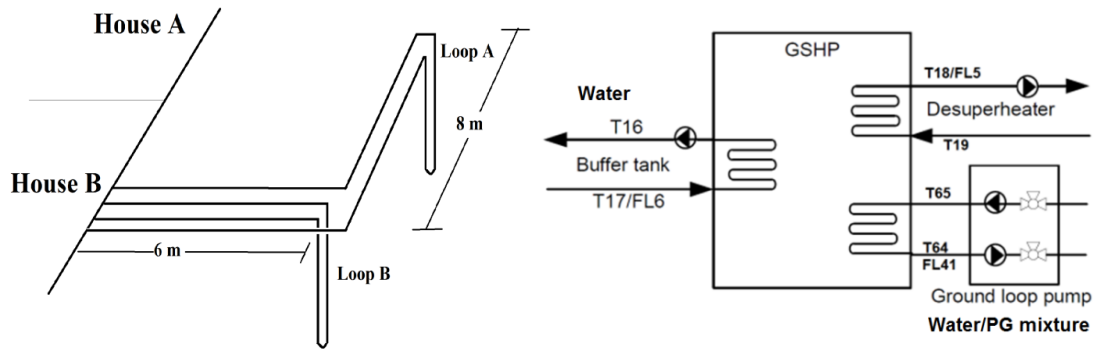 House A
Loop A
8 m
House B
6 m
Loop B
GSHP
T18/FL5
Desuperheater
T19
Water
T16
Buffer tank
T17/FL6
T65
T64
FL41
Ground loop pump
Water/PG mixture